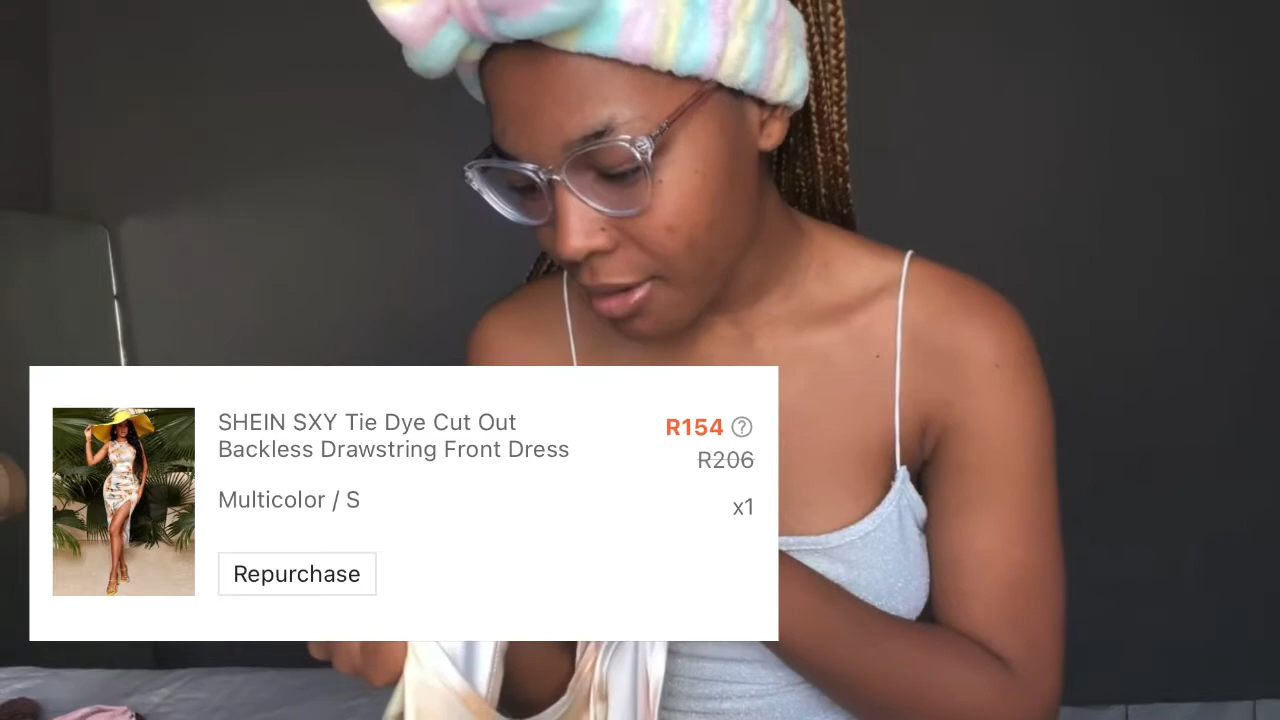 SHEIN SXY Tie Dye Cut Out
Backless Drawstring Front Dress
R154
R206
Multicolor / S
x1
Repurchase